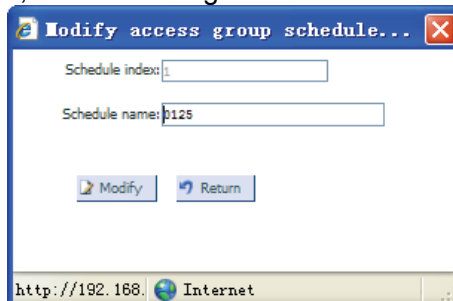 Modify access group schedule...
Schedule index: 1
Schedule name: 0125
Modify Return
http://192.168. Internet